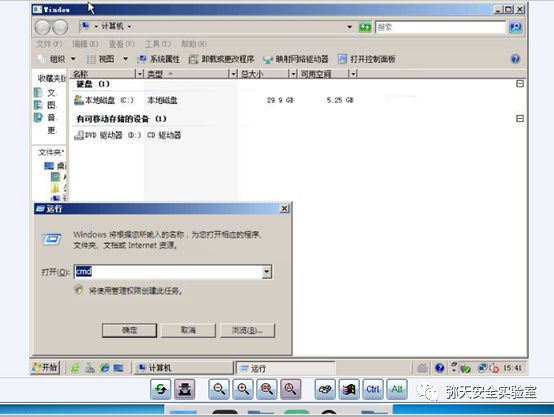 Window
计算机
搜索
文件(F) 编辑(E) 查看(V) 工具(T) 帮助(H)
组织 视图 系统属性 卸载或更改程序 映射网络驱动器 打开控制面板
收藏夹链
名称 类型 总大小 可用空间
硬盘 (1)
文
本地磁盘 (C:) 本地磁盘 29.9 GB 5.25 GB
图
音
有可移动存储的设备 (1)
更
DVD 驱动器 (D:) CD 驱动器
文件夹
桌
运行
Windows 将根据您所输入的名称，为您打开相应的程序、
文件夹、文档或 Internet 资源。
打开(O): cmd
将使用管理权限创建此任务。
确定 取消 浏览(B)...
开始 计算机 运行 15:41
Ctrl Alt
弥天安全实验室